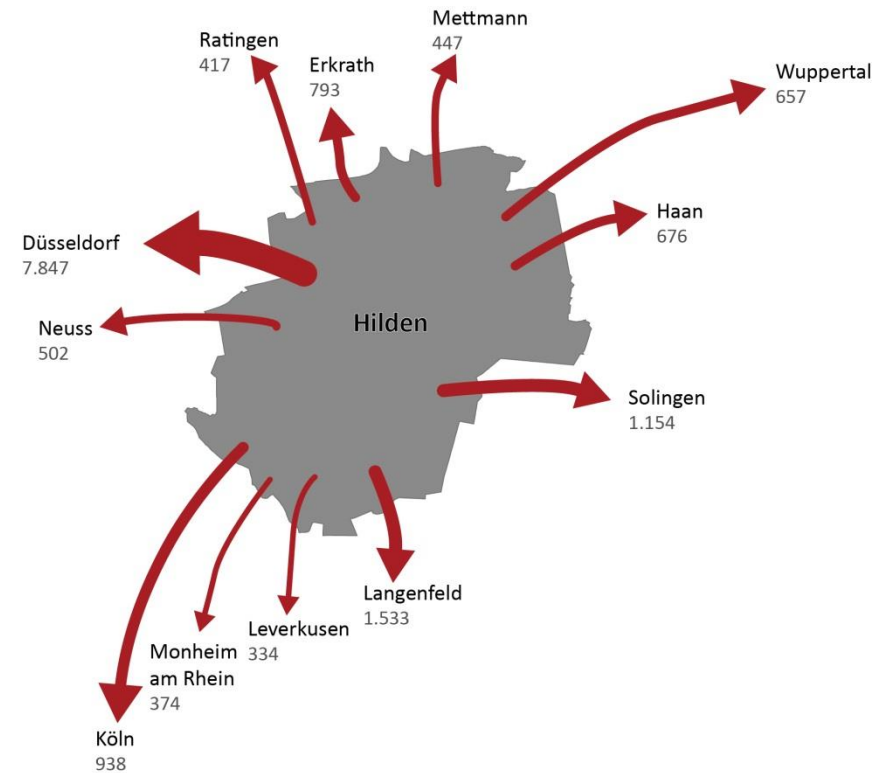 Mettmann
447
Ratingen
417
Erkrath
793
Wuppertal
657
Haan
676
Düsseldorf
7.847
Neuss
502
Hilden
Solingen
1.154
Langenfeld
1.533
Leverkusen
334
Monheim
am Rhein
374
Köln
938